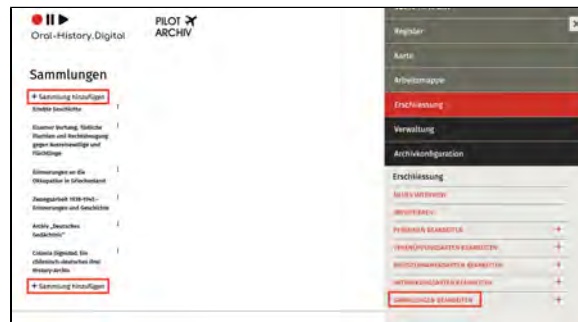 Oral-History.Digital
PILOT
ARCHIV
Sammlungen
+ Sammlung hinzufügen
Erlebte Geschichte
Eiserner Vorhang. Tödliche
Fluchten und Rechtsbeugung
gegen Ausreisewillige und
Flüchtlinge
Erinnerungen an die
Okkupation in Griechenland
Zwangsarbeit 1939-1945 -
Erinnerungen und Geschichte
Archiv „Deutsches
Gedächtnis“
Colonia Dignidad. Ein
chilenisch-deutsches Oral
History-Archiv
+ Sammlung hinzufügen
Register
Karte
Arbeitsmappe
Erschliessung
Verwaltung
Archivkonfiguration
Erschliessung
NEUES INTERVIEW
PERSONEN BEARBEITEN +
+
+
+
SAMMLUNGEN BEARBEITEN +